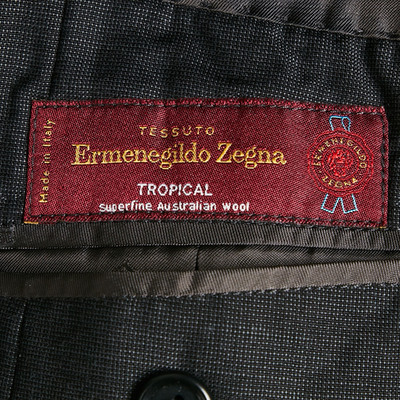 Made in Italy
TESSUTO
Ermenegildo Zegna
TROPICAL
Superfine Australian Wool
ERMENEGILDO
ZEGNA